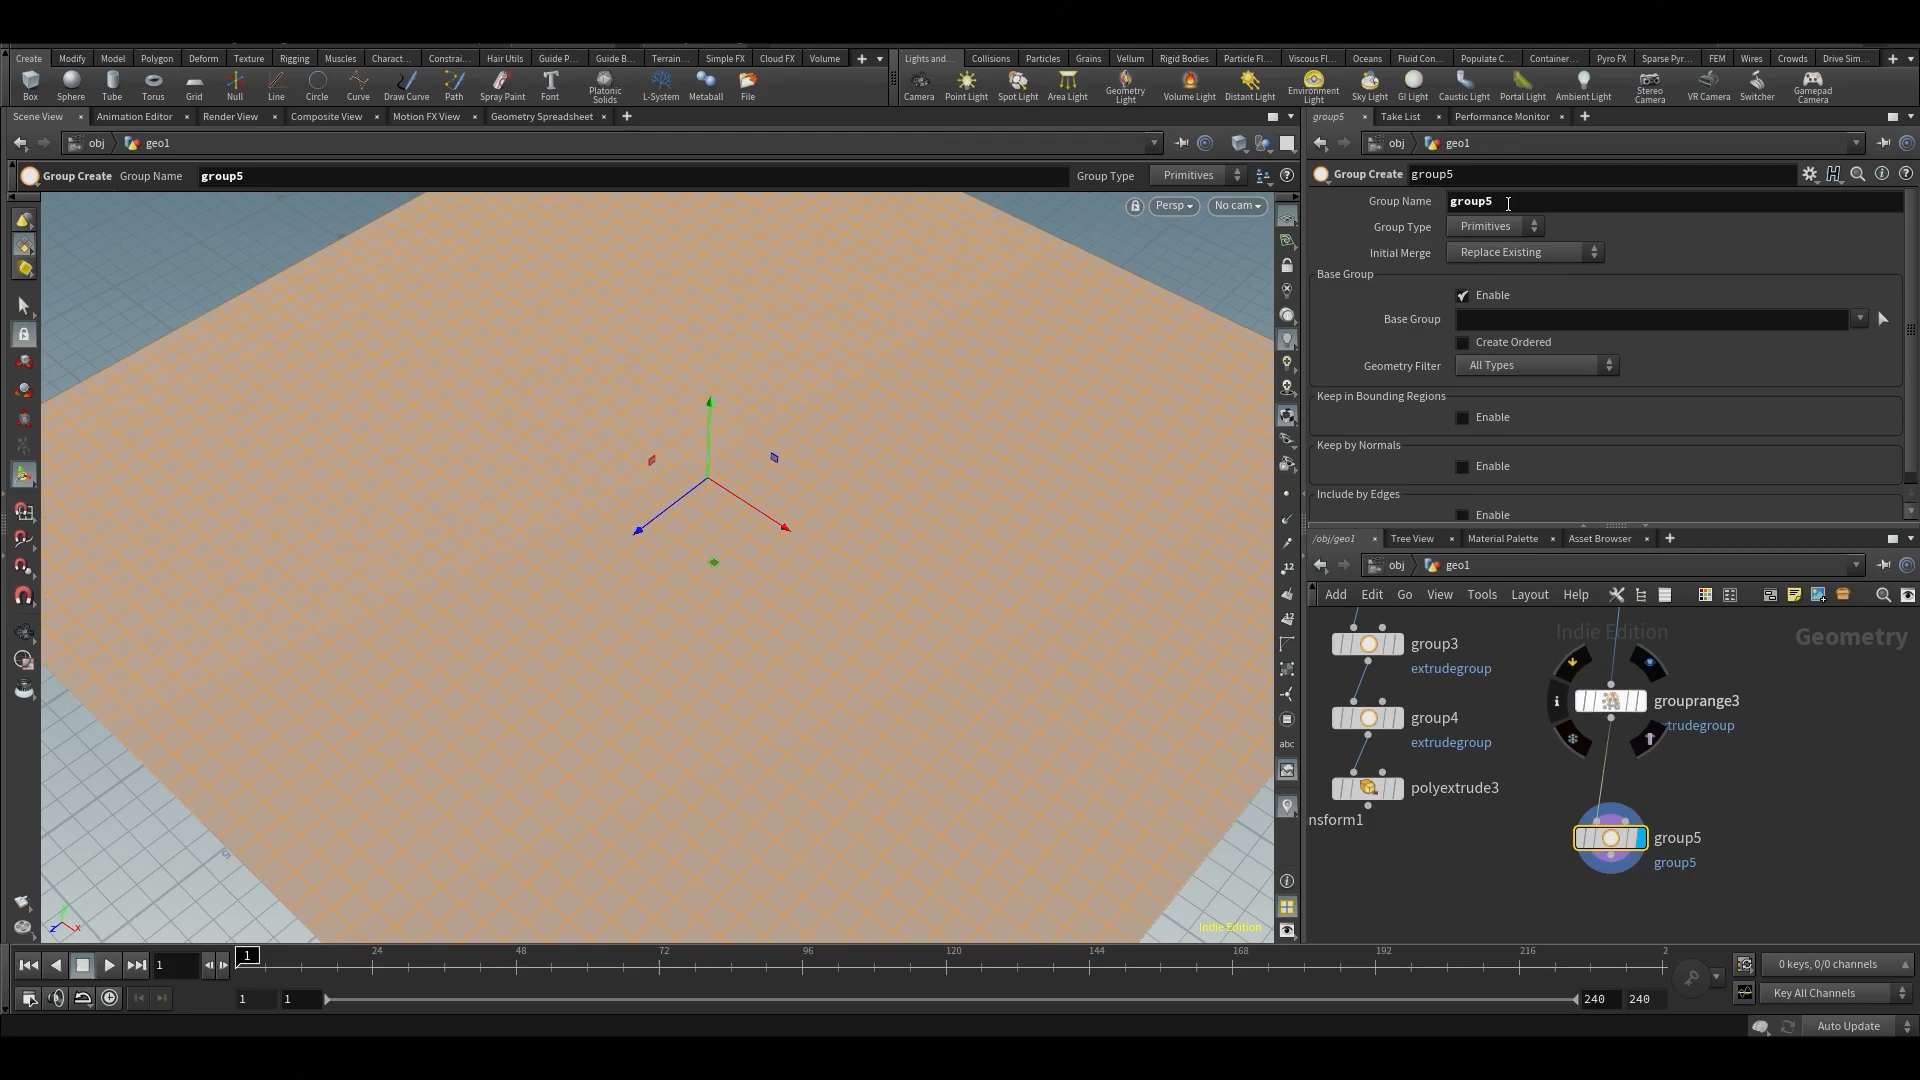 Create Modify Model Polygon Deform Texture Rigging Muscles Charact... Constrai... Hair Utils Guide P... Guide B... Terrain... Simple FX Cloud FX Volume
Lights and... Collisions Particles Grains Vellum Rigid Bodies Particle Fl... Viscous Fl... Oceans Fluid Con... Populate C... Container... Pyro FX Sparse Pyr... FEM Wires Crowds Drive Sim...
Box Sphere Tube Torus Grid Null Line Circle Curve Draw Curve Path Spray Paint Font Platonic Solids L-System Metaball File
Camera Point Light Spot Light Area Light Geometry Light Volume Light Distant Light Environment Light Sky Light GI Light Caustic Light Portal Light Ambient Light Stereo Camera VR Camera Switcher Gamepad Camera
Scene View Animation Editor Render View Composite View Motion FX View Geometry Spreadsheet
group5 Take List Performance Monitor
obj geo1
obj geo1
Group Create Group Name group5 Group Type Primitives
Group Create group5
Persp No cam
Group Name group5
Group Type Primitives
Initial Merge Replace Existing
Base Group
Enable
Base Group
Create Ordered
Geometry Filter All Types
Keep in Bounding Regions
Enable
Keep by Normals
Enable
Include by Edges
Enable
/obj/geo1 Tree View Material Palette Asset Browser
obj geo1
Add Edit Go View Tools Layout Help
Indie Edition Geometry
group3
extrudegroup
group4
extrudegroup
polyextrude3
nsform1
grouprange3
xtrudegroup
group5
group5
Indie Edition
z x
12
12
abc
1 1 24 48 72 96 120 144 168 192 216 2
0 keys, 0/0 channels
1 1 240 240
Key All Channels
Auto Update